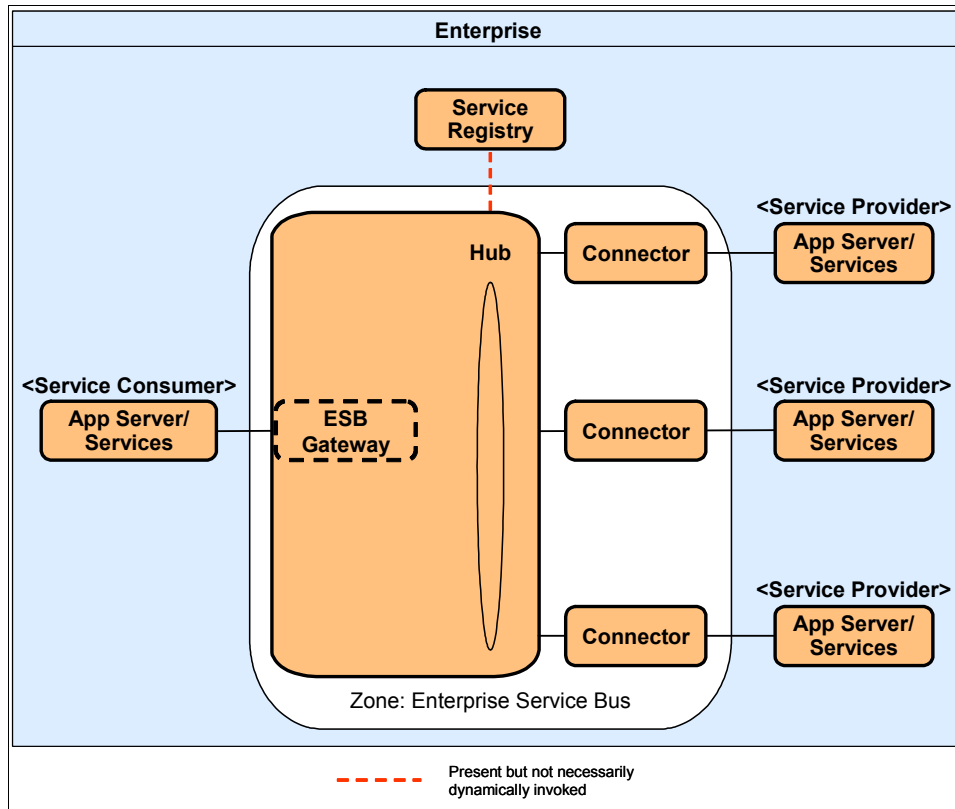 Enterprise
Service
Registry
Hub
Connector
<Service Provider>
App Server/
Services
<Service Consumer>
App Server/
Services
ESB
Gateway
Connector
<Service Provider>
App Server/
Services
Connector
<Service Provider>
App Server/
Services
Zone: Enterprise Service Bus
Present but not necessarily
dynamically invoked